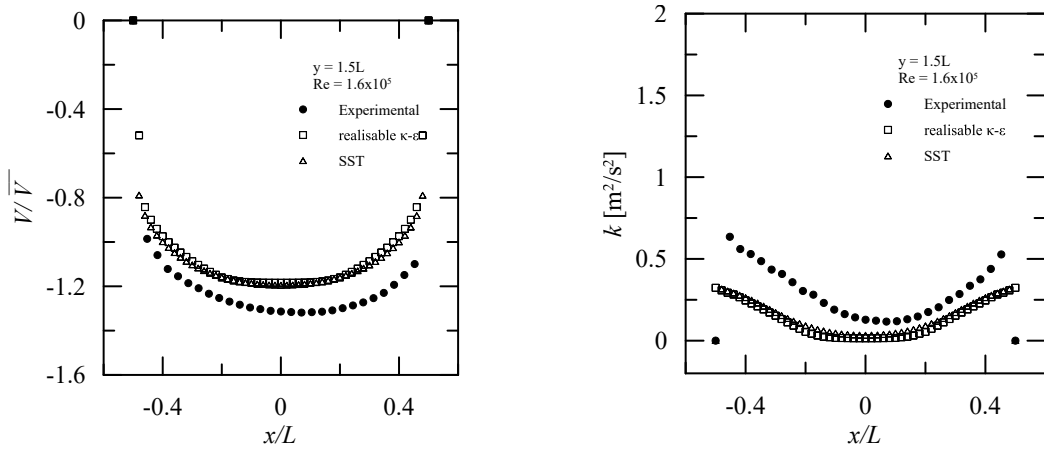 0
-0.4
-0.8
-1.2
-1.6
V/V
-0.4
0
0.4
x/L
y = 1.5L
Re = 1.6x10⁵
Experimental
realisable κ-ε
SST
2
1.5
1
0.5
0
k [m²/s²]
-0.4
0
0.4
x/L
y = 1.5L
Re = 1.6x10⁵
Experimental
realisable κ-ε
SST